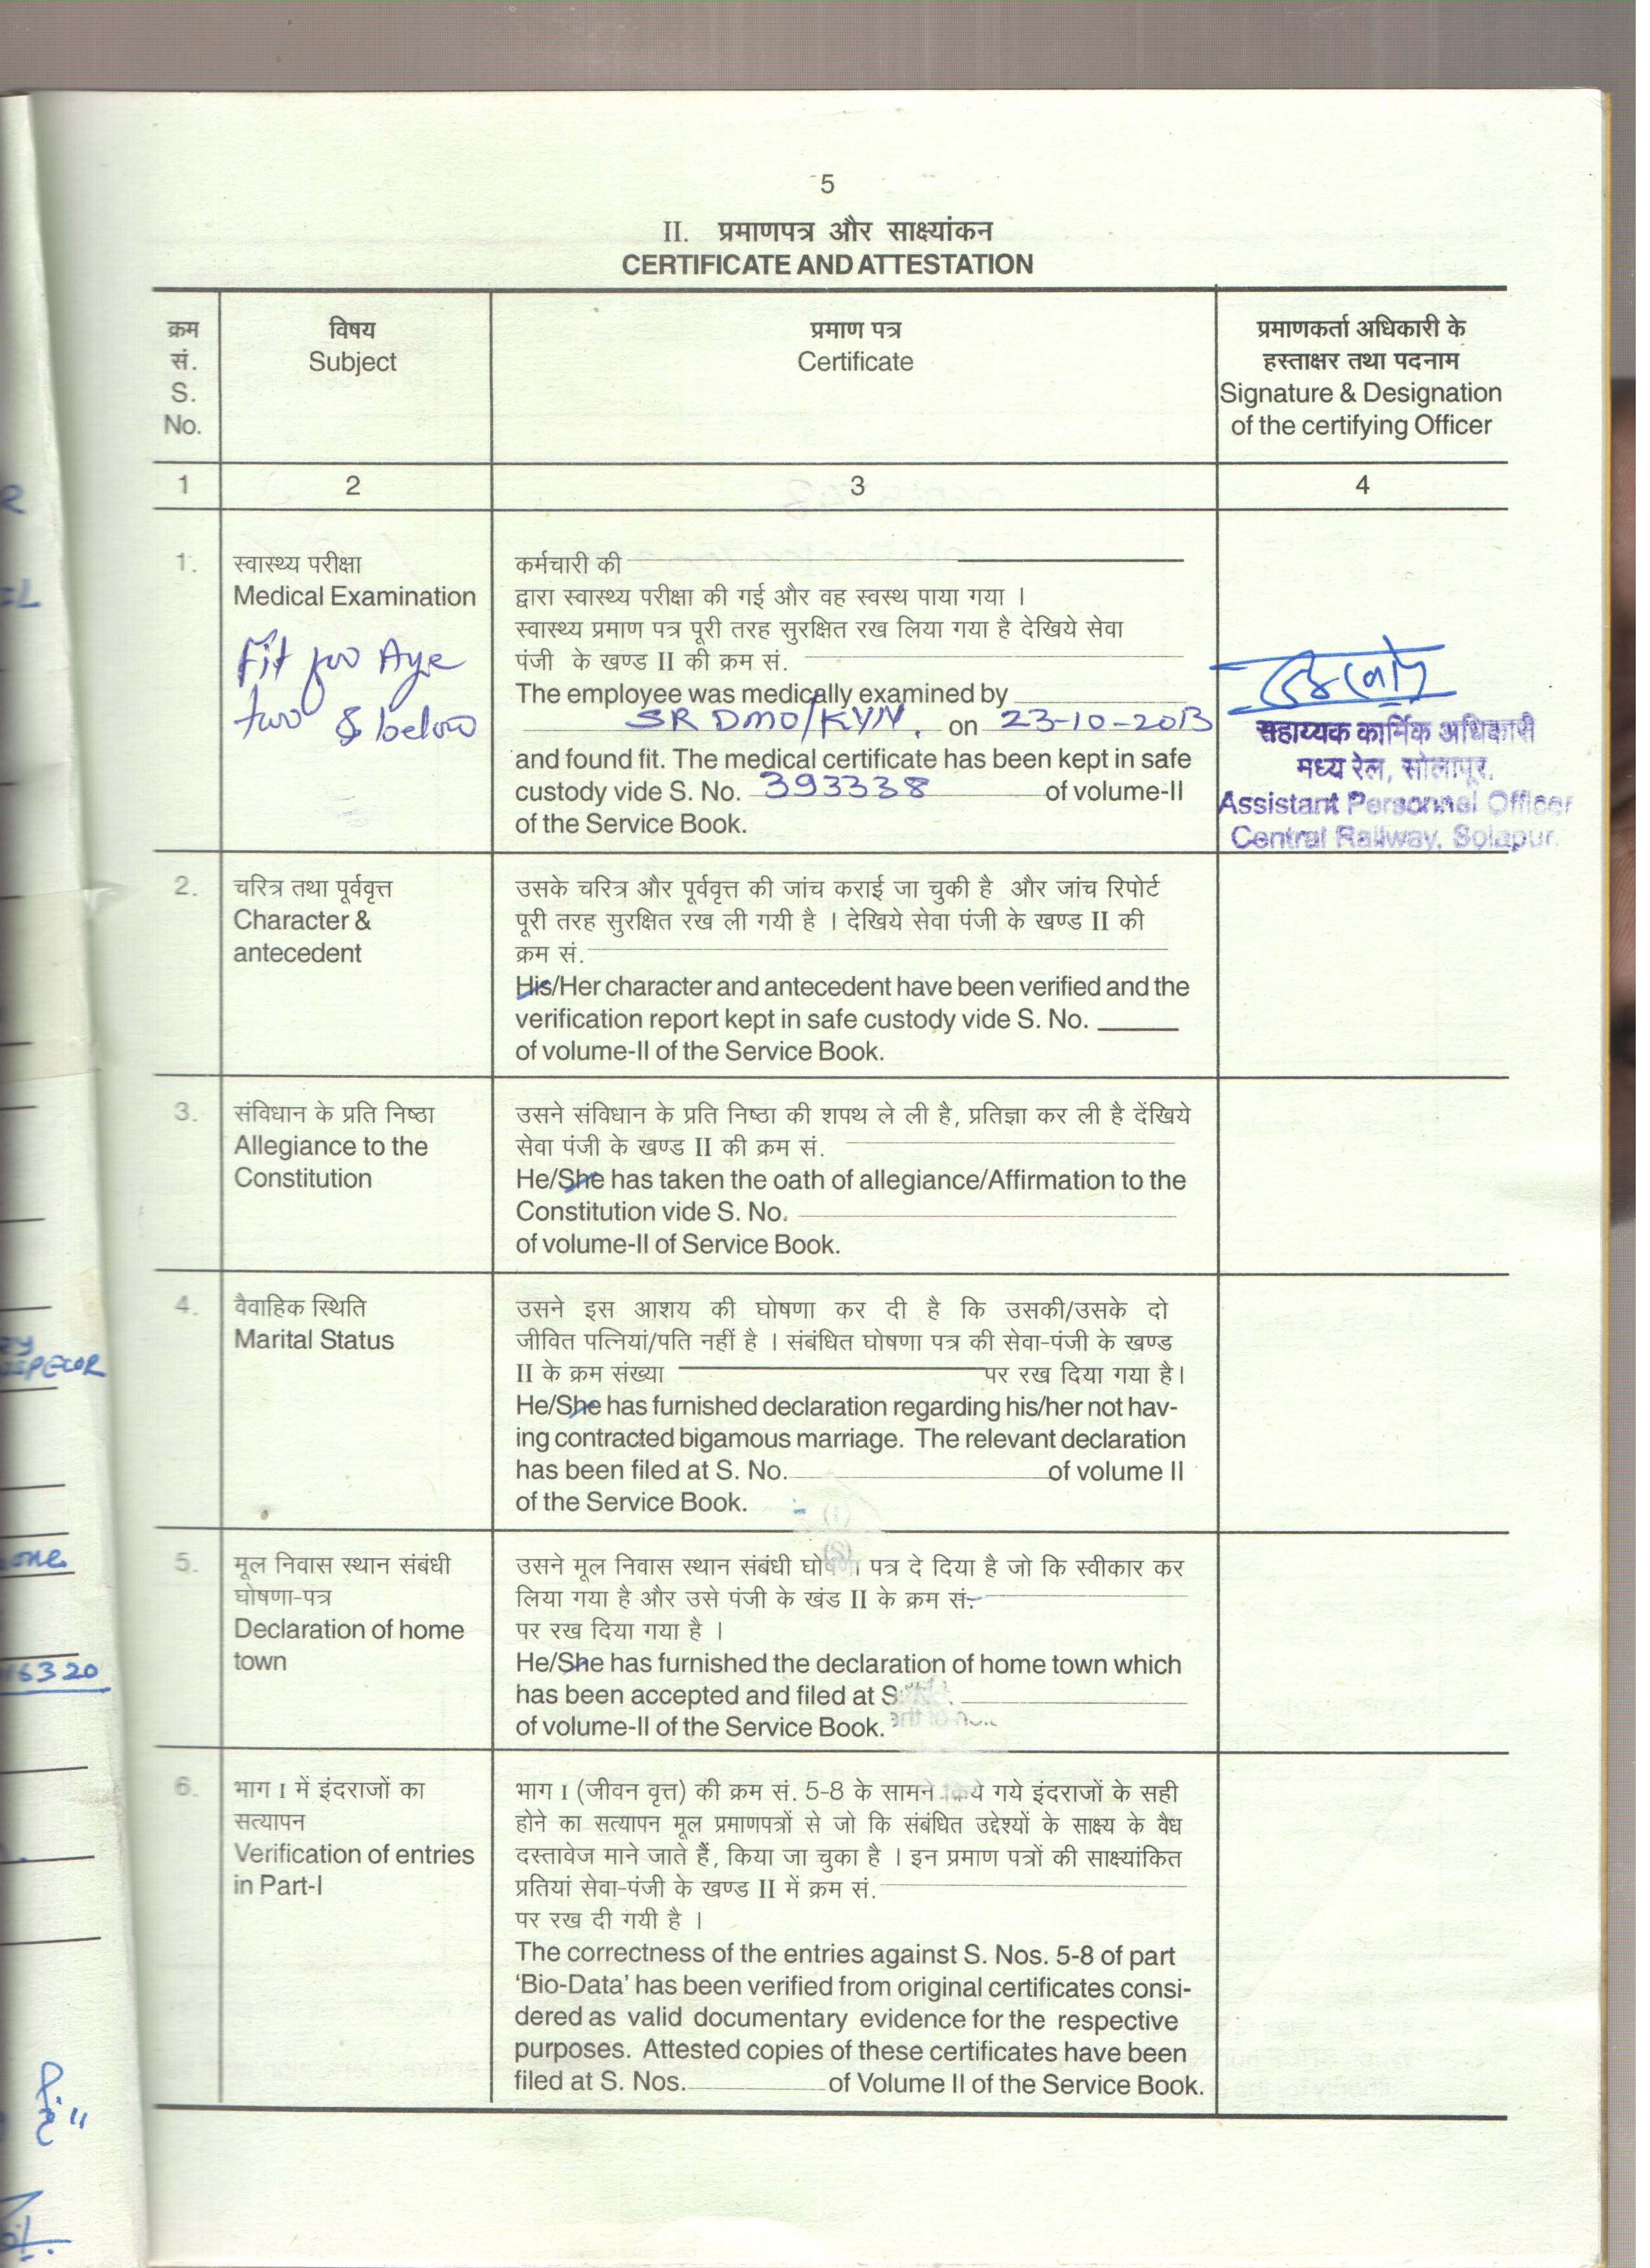 5
II. प्रमाणपत्र और साक्ष्यांकन
CERTIFICATE AND ATTESTATION
क्रम
सं.
S.
No.
विषय
Subject
प्रमाण पत्र
Certificate
प्रमाणकर्ता अधिकारी के
हस्ताक्षर तथा पदनाम
Signature & Designation
of the certifying Officer
1 2 3 4
1. स्वास्थ्य परीक्षा
Medical Examination
Fit for Aye
two & below
कर्मचारी की
द्वारा स्वास्थ्य परीक्षा की गई और वह स्वस्थ पाया गया ।
स्वास्थ्य प्रमाण पत्र पूरी तरह सुरक्षित रख लिया गया है देखिये सेवा
पंजी के खण्ड II की क्रम सं.
The employee was medically examined by
SR DMO/KYN. on 23-10-2013
and found fit. The medical certificate has been kept in safe
custody vide S. No. 393338 of volume-II
of the Service Book.
सहाय्यक कार्मिक अधिकारी
मध्य रेल, सोलापूर.
Assistant Personnel Officer
Central Railway, Solapur.
2. चरित्र तथा पूर्ववृत्त
Character &
antecedent
उसके चरित्र और पूर्ववृत्त की जांच कराई जा चुकी है और जांच रिपोर्ट
पूरी तरह सुरक्षित रख ली गयी है । देखिये सेवा पंजी के खण्ड II की
क्रम सं.
His/Her character and antecedent have been verified and the
verification report kept in safe custody vide S. No.
of volume-II of the Service Book.
3. संविधान के प्रति निष्ठा
Allegiance to the
Constitution
उसने संविधान के प्रति निष्ठा की शपथ ले ली है, प्रतिज्ञा कर ली है देंखिये
सेवा पंजी के खण्ड II की क्रम सं.
He/She has taken the oath of allegiance/Affirmation to the
Constitution vide S. No.
of volume-II of Service Book.
4. वैवाहिक स्थिति
Marital Status
उसने इस आशय की घोषणा कर दी है कि उसकी/उसके दो
जीवित पत्नियां/पति नहीं है । संबंधित घोषणा पत्र की सेवा-पंजी के खण्ड
II के क्रम संख्या पर रख दिया गया है।
He/She has furnished declaration regarding his/her not hav-
ing contracted bigamous marriage. The relevant declaration
has been filed at S. No. of volume II
of the Service Book.
5. मूल निवास स्थान संबंधी
घोषणा-पत्र
Declaration of home
town
उसने मूल निवास स्थान संबंधी घोषणा पत्र दे दिया है जो कि स्वीकार कर
लिया गया है और उसे पंजी के खंड II के क्रम सं.
पर रख दिया गया है ।
He/She has furnished the declaration of home town which
has been accepted and filed at S
of volume-II of the Service Book.
6. भाग I में इंदराजों का
सत्यापन
Verification of entries
in Part-I
भाग I (जीवन वृत्त) की क्रम सं. 5-8 के सामने किये गये इंदराजों के सही
होने का सत्यापन मूल प्रमाणपत्रों से जो कि संबंधित उद्देश्यों के साक्ष्य के वैध
दस्तावेज माने जाते हैं, किया जा चुका है । इन प्रमाण पत्रों की साक्ष्यांकित
प्रतियां सेवा-पंजी के खण्ड II में क्रम सं.
पर रख दी गयी है ।
The correctness of the entries against S. Nos. 5-8 of part
‘Bio-Data’ has been verified from original certificates consi-
dered as valid documentary evidence for the respective
purposes. Attested copies of these certificates have been
filed at S. Nos. of Volume II of the Service Book.